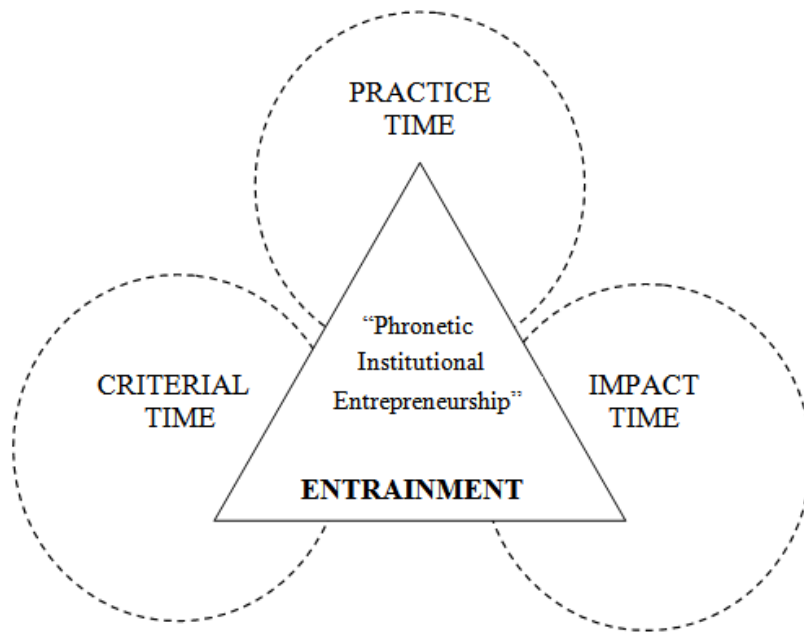 PRACTICE
TIME
“Phronetic
Institutional
Entrepreneurship”
CRITERIAL
TIME
IMPACT
TIME
ENTRAINMENT